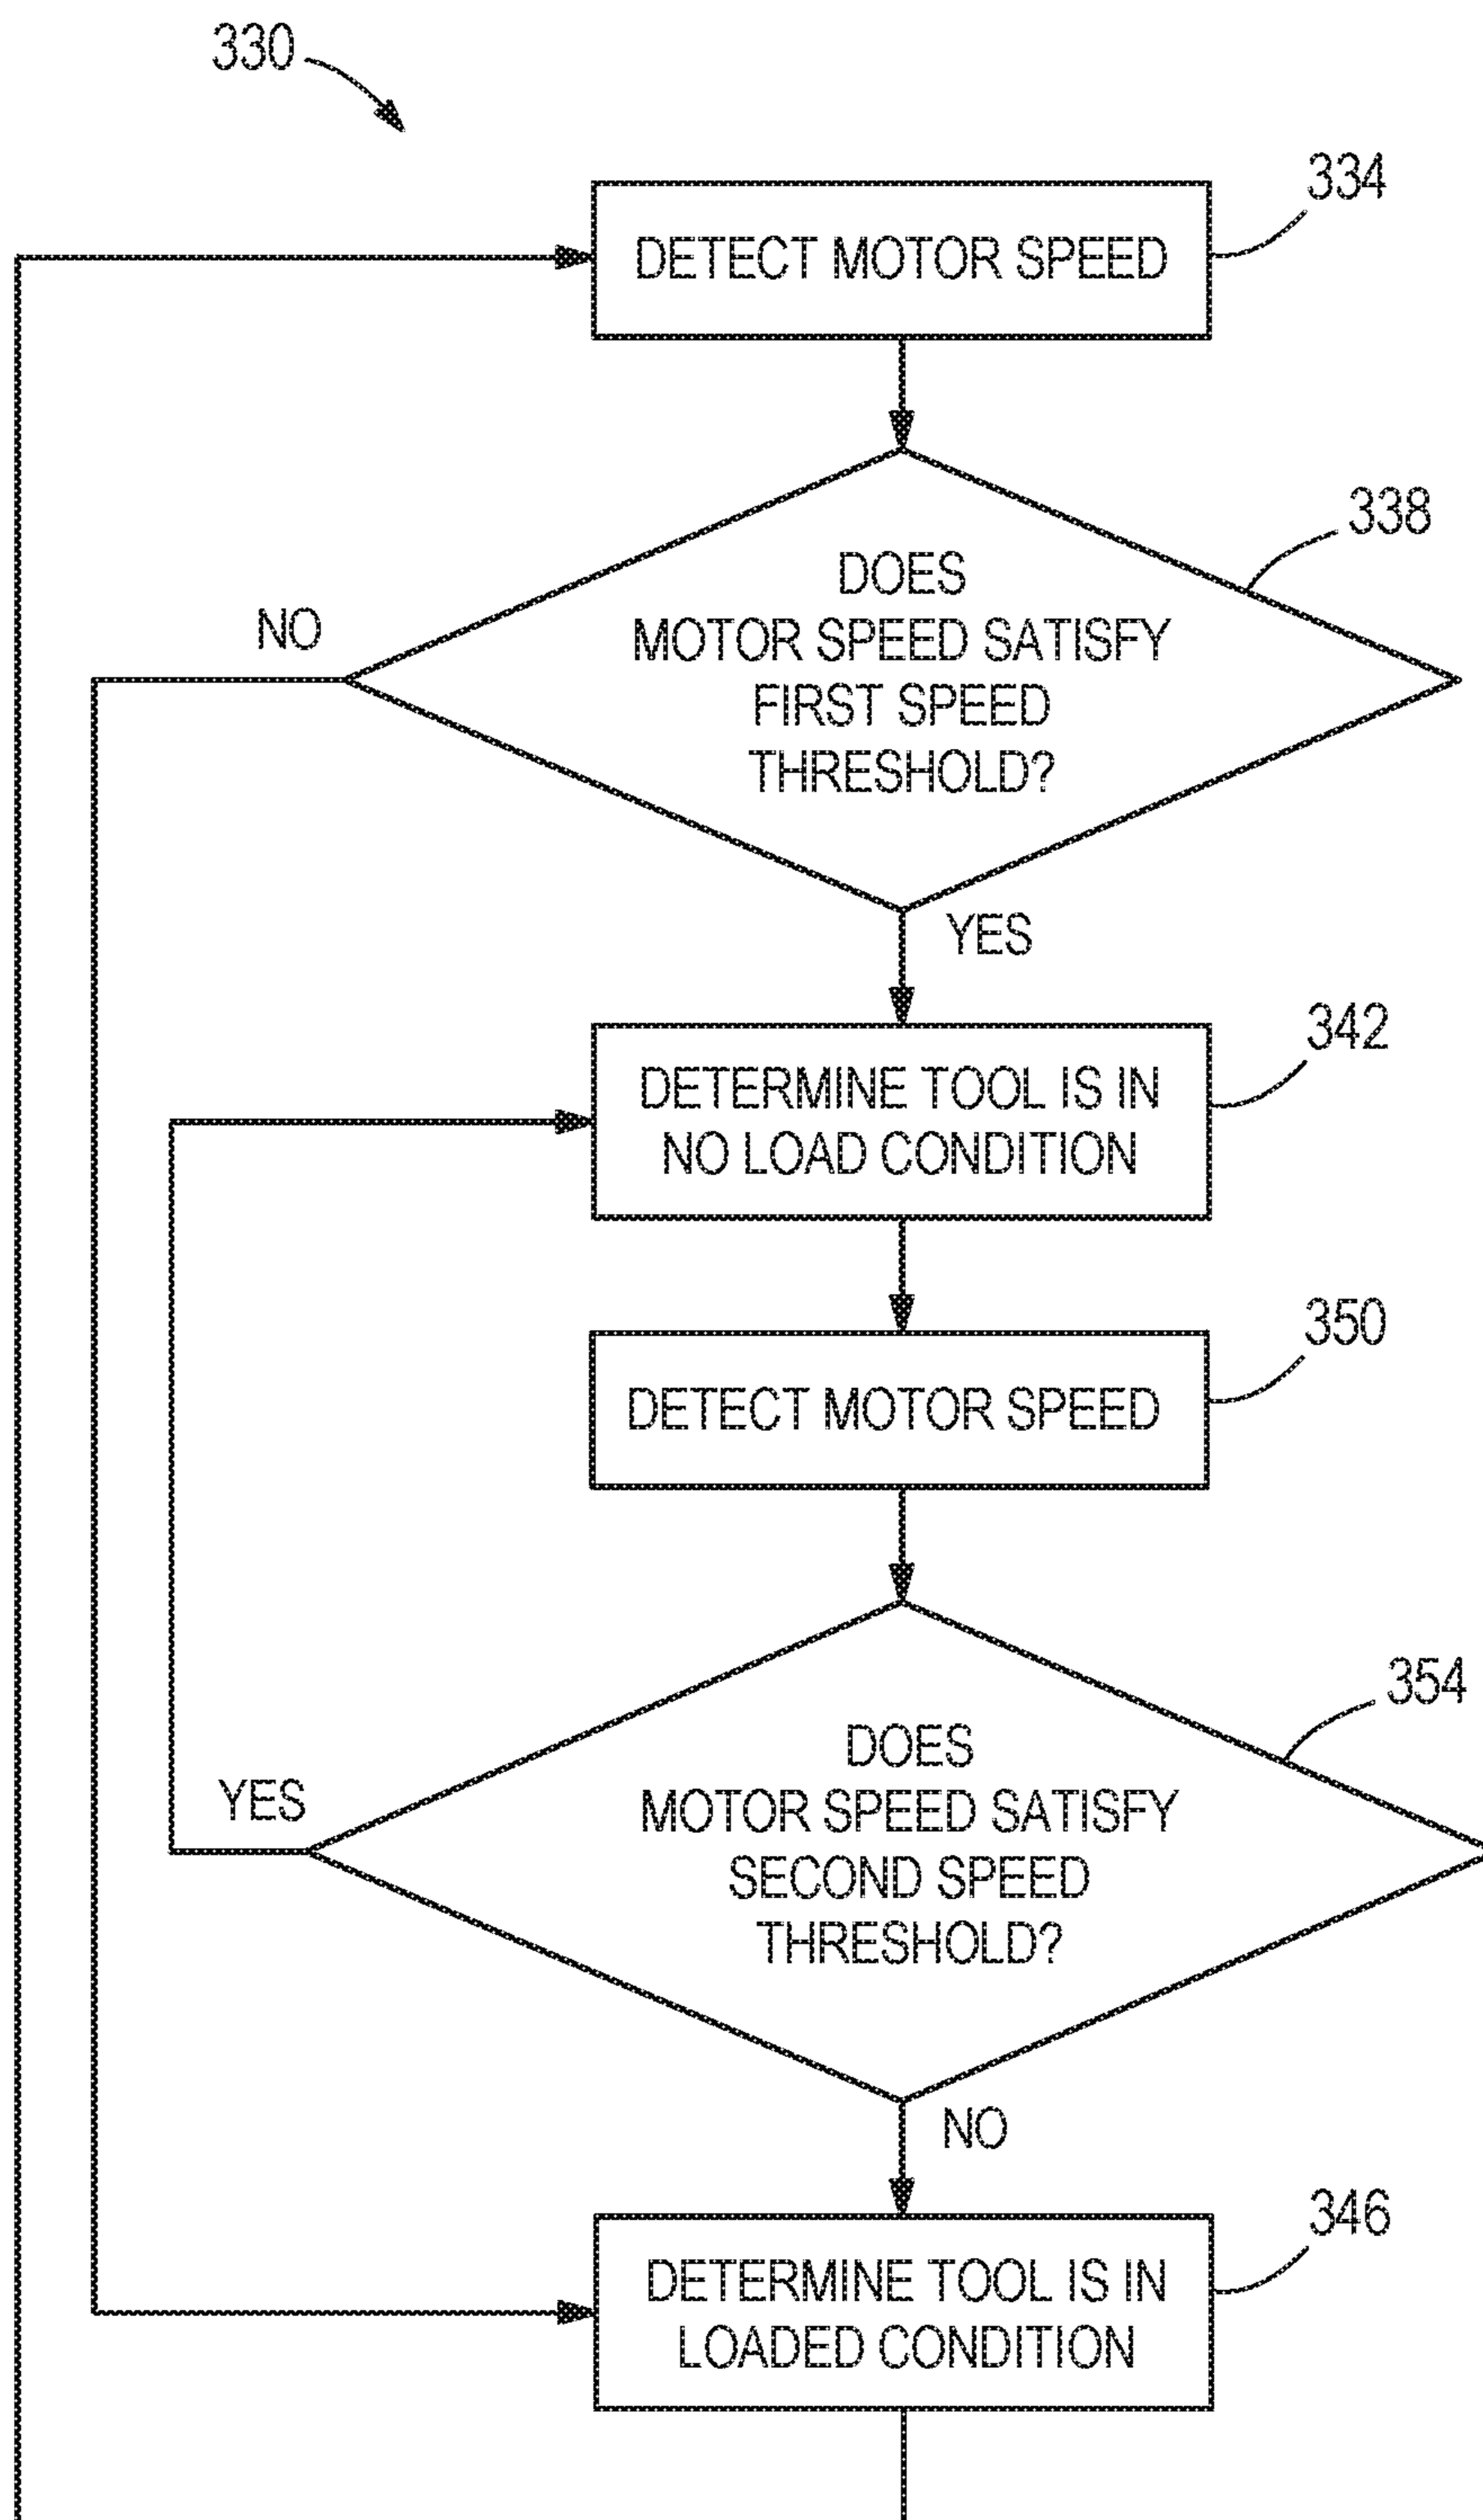 330
334
DETECT MOTOR SPEED
338
DOES
MOTOR SPEED SATISFY
FIRST SPEED
THRESHOLD?
NO
YES
342
DETERMINE TOOL IS IN
NO LOAD CONDITION
350
DETECT MOTOR SPEED
354
DOES
MOTOR SPEED SATISFY
SECOND SPEED
THRESHOLD?
YES
NO
346
DETERMINE TOOL IS IN
LOADED CONDITION